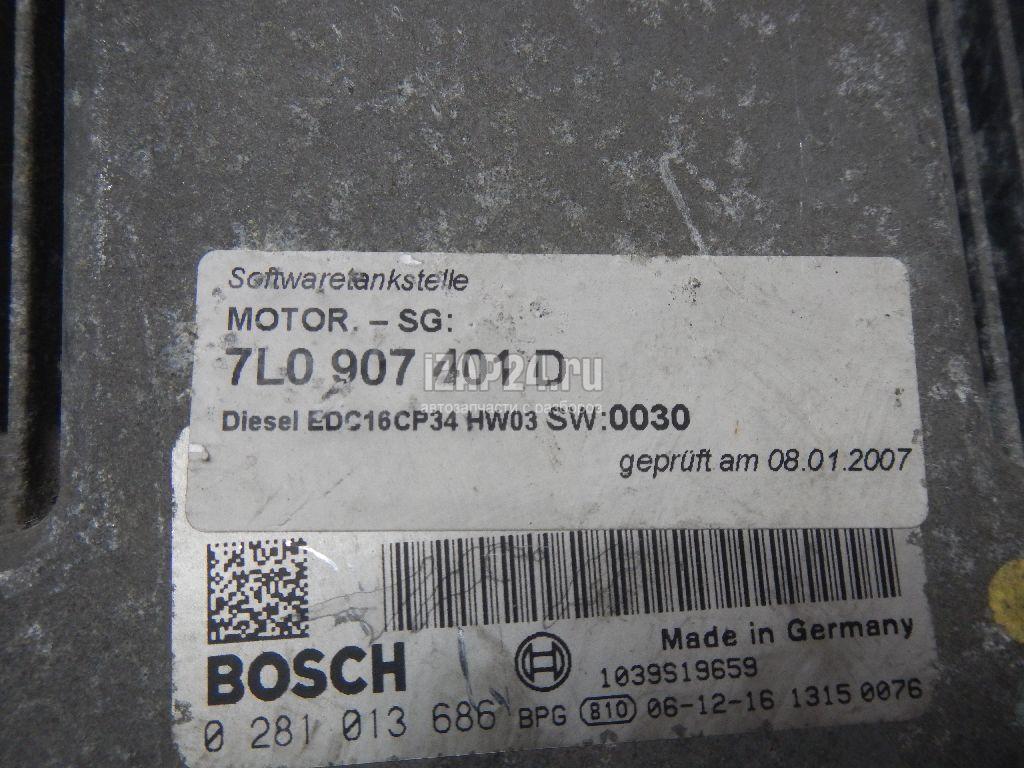 Softwaretankstelle
MOTOR. – SG:
7L0 907 401 D
iZAP24.ru
автозапчасти с разбороз
Diesel EDC16CP34 HW03 SW:0030
geprüft am 08.01.2007
Made in Germany
BOSCH
1039S19659
0 281 013 686 BPG 810 06-12-16 1315 0076